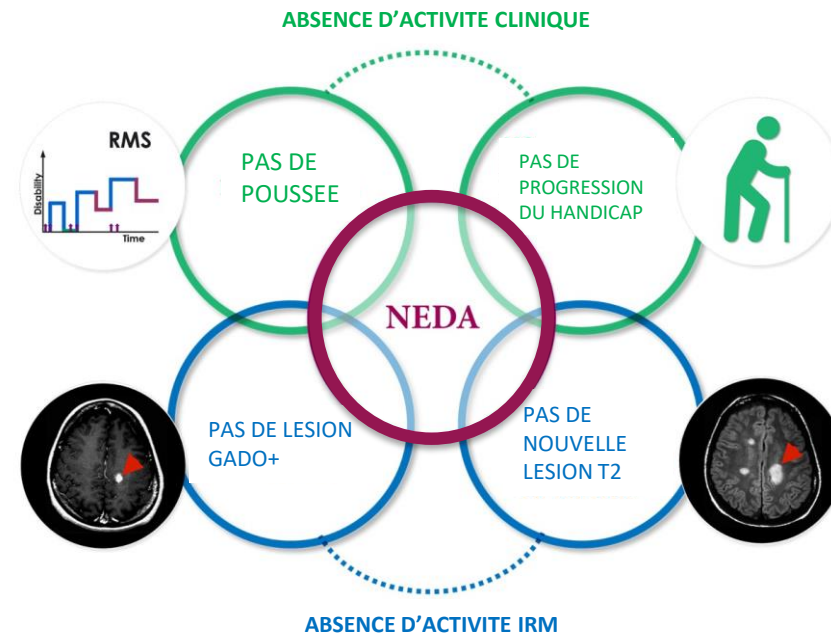 ABSENCE D'ACTIVITE CLINIQUE
RMS
Disability
Time
PAS DE
POUSSEE
PAS DE
PROGRESSION
DU HANDICAP
NEDA
PAS DE LESION
GADO+
PAS DE
NOUVELLE
LESION T2
ABSENCE D'ACTIVITE IRM